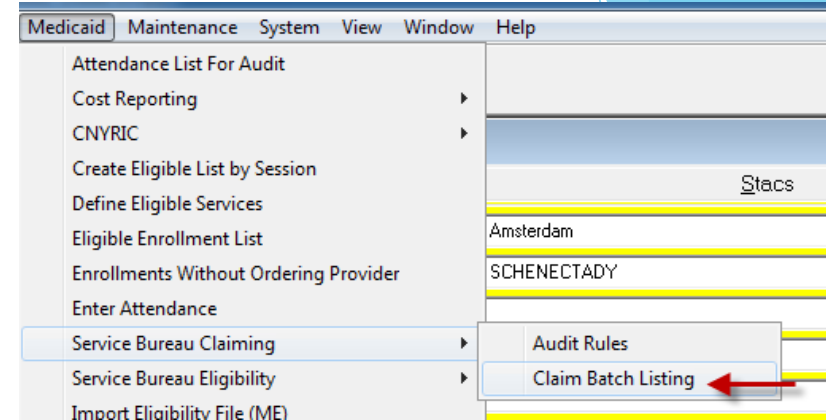 Medicaid Maintenance System View Window Help
Attendance List For Audit
Cost Reporting
CNYRIC
Create Eligible List by Session
Define Eligible Services
Eligible Enrollment List
Enrollments Without Ordering Provider
Enter Attendance
Service Bureau Claiming
Service Bureau Eligibility
Import Eligibility File (ME)
Stacs
Amsterdam
SCHENECTADY
Audit Rules
Claim Batch Listing